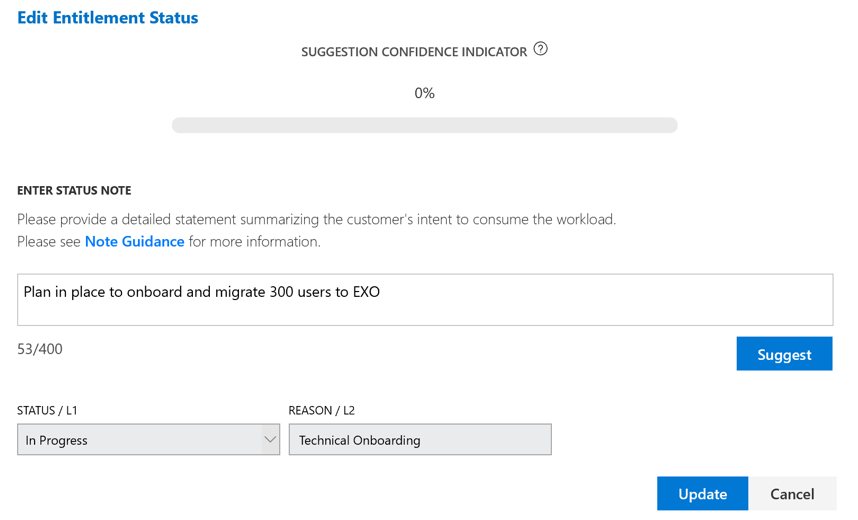 Edit Entitlement Status
SUGGESTION CONFIDENCE INDICATOR ?
0%
ENTER STATUS NOTE
Please provide a detailed statement summarizing the customer's intent to consume the workload.
Please see Note Guidance for more information.
Plan in place to onboard and migrate 300 users to EXO
53/400
Suggest
STATUS / L1
REASON / L2
In Progress
Technical Onboarding
Update
Cancel